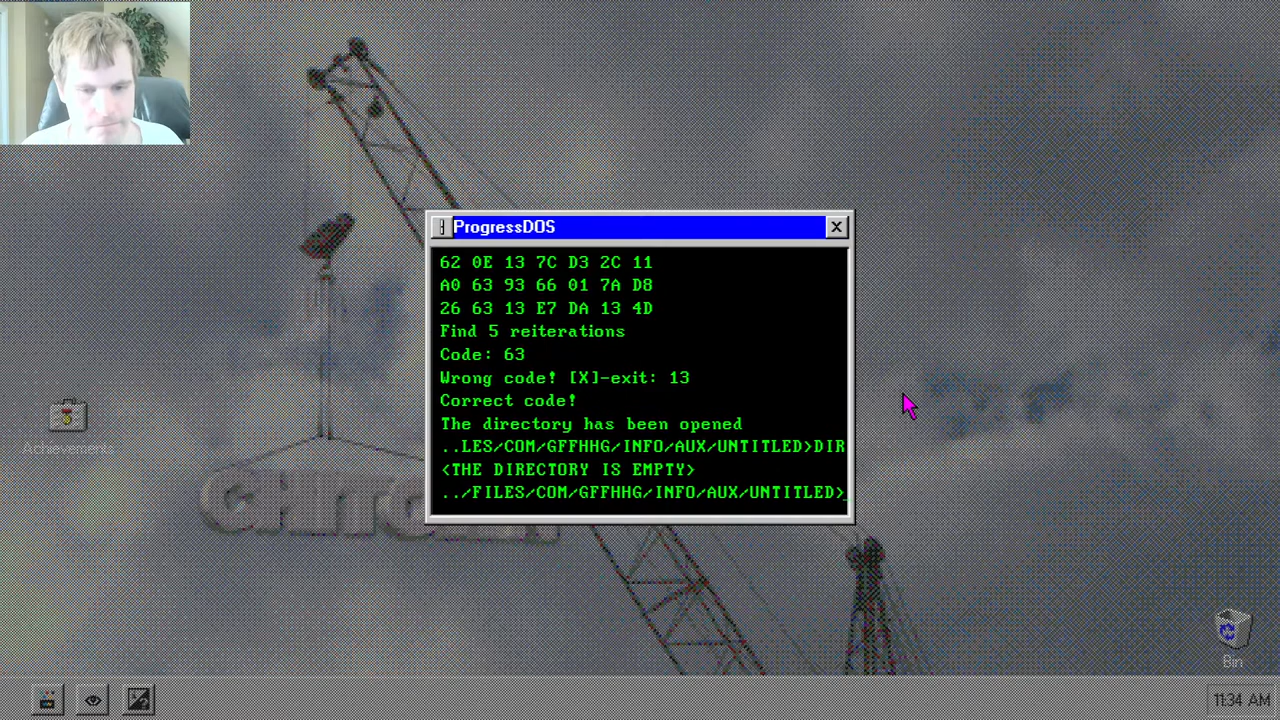 ProgressDOS
62 0E 13 7C D3 2C 11
A0 63 93 66 01 7A D8
26 63 13 E7 DA 13 4D
Find 5 reiterations
Code: 63
Wrong code! [X]-exit: 13
Correct code!
The directory has been opened
..LES/COM/GFFHHG/INFO/AUX/UNTITLED>DIR
<THE DIRECTORY IS EMPTY>
../FILES/COM/GFFHHG/INFO/AUX/UNTITLED>_
Bin
11:34 AM